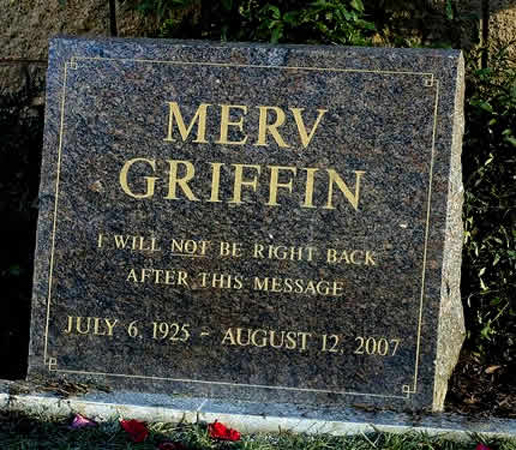 MERV
GRIFFIN
I WILL NOT BE RIGHT BACK
AFTER THIS MESSAGE
JULY 6, 1925 - AUGUST 12, 2007